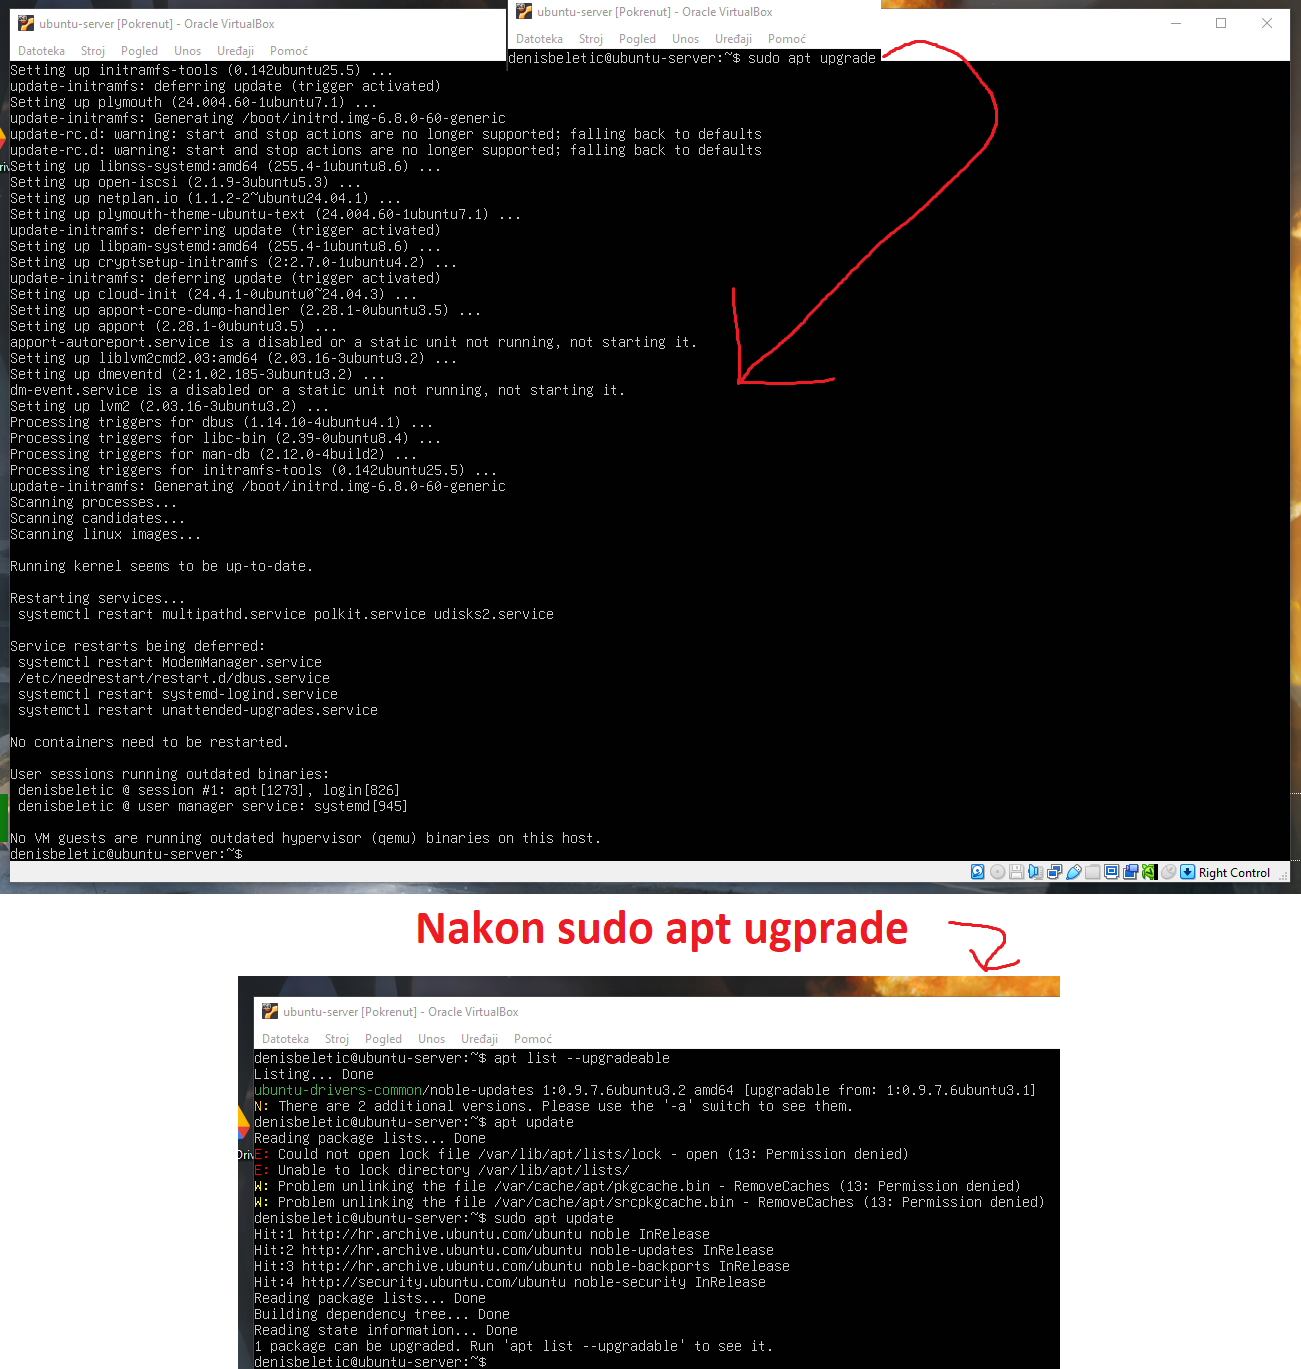 ubuntu-server [Pokrenut] - Oracle VirtualBox
Datoteka Stroj Pogled Unos Uređaji Pomoć
ubuntu-server [Pokrenut] - Oracle VirtualBox
Datoteka Stroj Pogled Unos Uređaji Pomoć
denisbeletic@ubuntu-server:~$ sudo apt upgrade
Setting up initramfs-tools (0.142ubuntu25.5) ...
update-initramfs: deferring update (trigger activated)
Setting up plymouth (24.004.60-1ubuntu7.1) ...
update-initramfs: Generating /boot/initrd.img-6.8.0-60-generic
update-rc.d: warning: start and stop actions are no longer supported; falling back to defaults
update-rc.d: warning: start and stop actions are no longer supported; falling back to defaults
Setting up libnss-systemd:amd64 (255.4-1ubuntu8.6) ...
Setting up open-iscsi (2.1.9-3ubuntu5.3) ...
Setting up netplan.io (1.1.2-2~ubuntu24.04.1) ...
Setting up plymouth-theme-ubuntu-text (24.004.60-1ubuntu7.1) ...
update-initramfs: deferring update (trigger activated)
Setting up libpam-systemd:amd64 (255.4-1ubuntu8.6) ...
Setting up cryptsetup-initramfs (2:2.7.0-1ubuntu4.2) ...
update-initramfs: deferring update (trigger activated)
Setting up cloud-init (24.4.1-0ubuntu0~24.04.3) ...
Setting up apport-core-dump-handler (2.28.1-0ubuntu3.5) ...
Setting up apport (2.28.1-0ubuntu3.5) ...
apport-autoreport.service is a disabled or a static unit not running, not starting it.
Setting up liblvm2cmd2.03:amd64 (2.03.16-3ubuntu3.2) ...
Setting up dmeventd (2:1.02.185-3ubuntu3.2) ...
dm-event.service is a disabled or a static unit not running, not starting it.
Setting up lvm2 (2.03.16-3ubuntu3.2) ...
Processing triggers for dbus (1.14.10-4ubuntu4.1) ...
Processing triggers for libc-bin (2.39-0ubuntu8.4) ...
Processing triggers for man-db (2.12.0-4build2) ...
Processing triggers for initramfs-tools (0.142ubuntu25.5) ...
update-initramfs: Generating /boot/initrd.img-6.8.0-60-generic
Scanning processes...
Scanning candidates...
Scanning linux images...
Running kernel seems to be up-to-date.
Restarting services...
systemctl restart multipathd.service polkit.service udisks2.service
Service restarts being deferred:
systemctl restart ModemManager.service
/etc/needrestart/restart.d/dbus.service
systemctl restart systemd-logind.service
systemctl restart unattended-upgrades.service
No containers need to be restarted.
User sessions running outdated binaries:
denisbeletic @ session #1: apt[1273], login[826]
denisbeletic @ user manager service: systemd[945]
No VM guests are running outdated hypervisor (qemu) binaries on this host.
denisbeletic@ubuntu-server:~$
Right Control
Nakon sudo apt ugprade
ubuntu-server [Pokrenut] - Oracle VirtualBox
Datoteka Stroj Pogled Unos Uređaji Pomoć
denisbeletic@ubuntu-server:~$ apt list --upgradeable
Listing... Done
ubuntu-drivers-common/noble-updates 1:0.9.7.6ubuntu3.2 amd64 [upgradable from: 1:0.9.7.6ubuntu3.1]
N: There are 2 additional versions. Please use the '-a' switch to see them.
denisbeletic@ubuntu-server:~$ apt update
Reading package lists... Done
E: Could not open lock file /var/lib/apt/lists/lock - open (13: Permission denied)
E: Unable to lock directory /var/lib/apt/lists/
W: Problem unlinking the file /var/cache/apt/pkgcache.bin - RemoveCaches (13: Permission denied)
W: Problem unlinking the file /var/cache/apt/srcpkgcache.bin - RemoveCaches (13: Permission denied)
denisbeletic@ubuntu-server:~$ sudo apt update
Hit:1 http://hr.archive.ubuntu.com/ubuntu noble InRelease
Hit:2 http://hr.archive.ubuntu.com/ubuntu noble-updates InRelease
Hit:3 http://hr.archive.ubuntu.com/ubuntu noble-backports InRelease
Hit:4 http://security.ubuntu.com/ubuntu noble-security InRelease
Reading package lists... Done
Building dependency tree... Done
Reading state information... Done
1 package can be upgraded. Run 'apt list --upgradable' to see it.
denisbeletic@ubuntu-server:~$